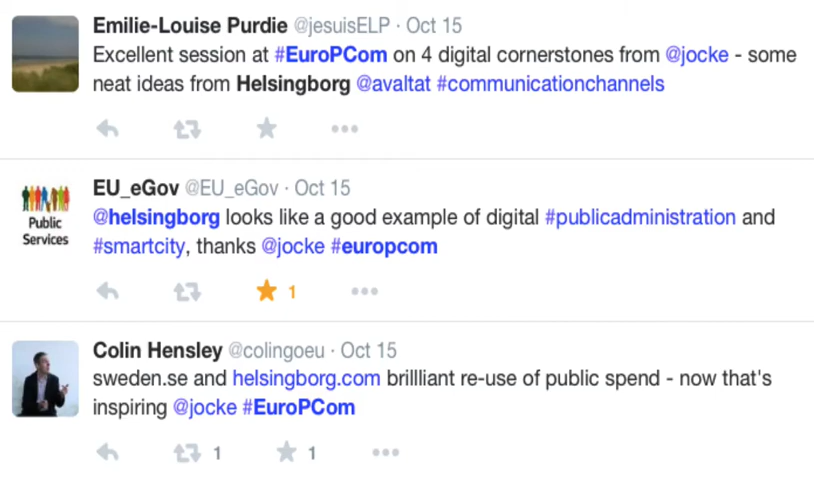 Emilie-Louise Purdie @jesuisELP · Oct 15
Excellent session at #EuroPCom on 4 digital cornerstones from @jocke - some
neat ideas from Helsingborg @avaltat #communicationchannels
EU_eGov @EU_eGov · Oct 15
Public
Services
@helsingborg looks like a good example of digital #publicadministration and
#smartcity, thanks @jocke #europcom
1
Colin Hensley @colingoeu · Oct 15
sweden.se and helsingborg.com brillliant re-use of public spend - now that's
inspiring @jocke #EuroPCom
1 1